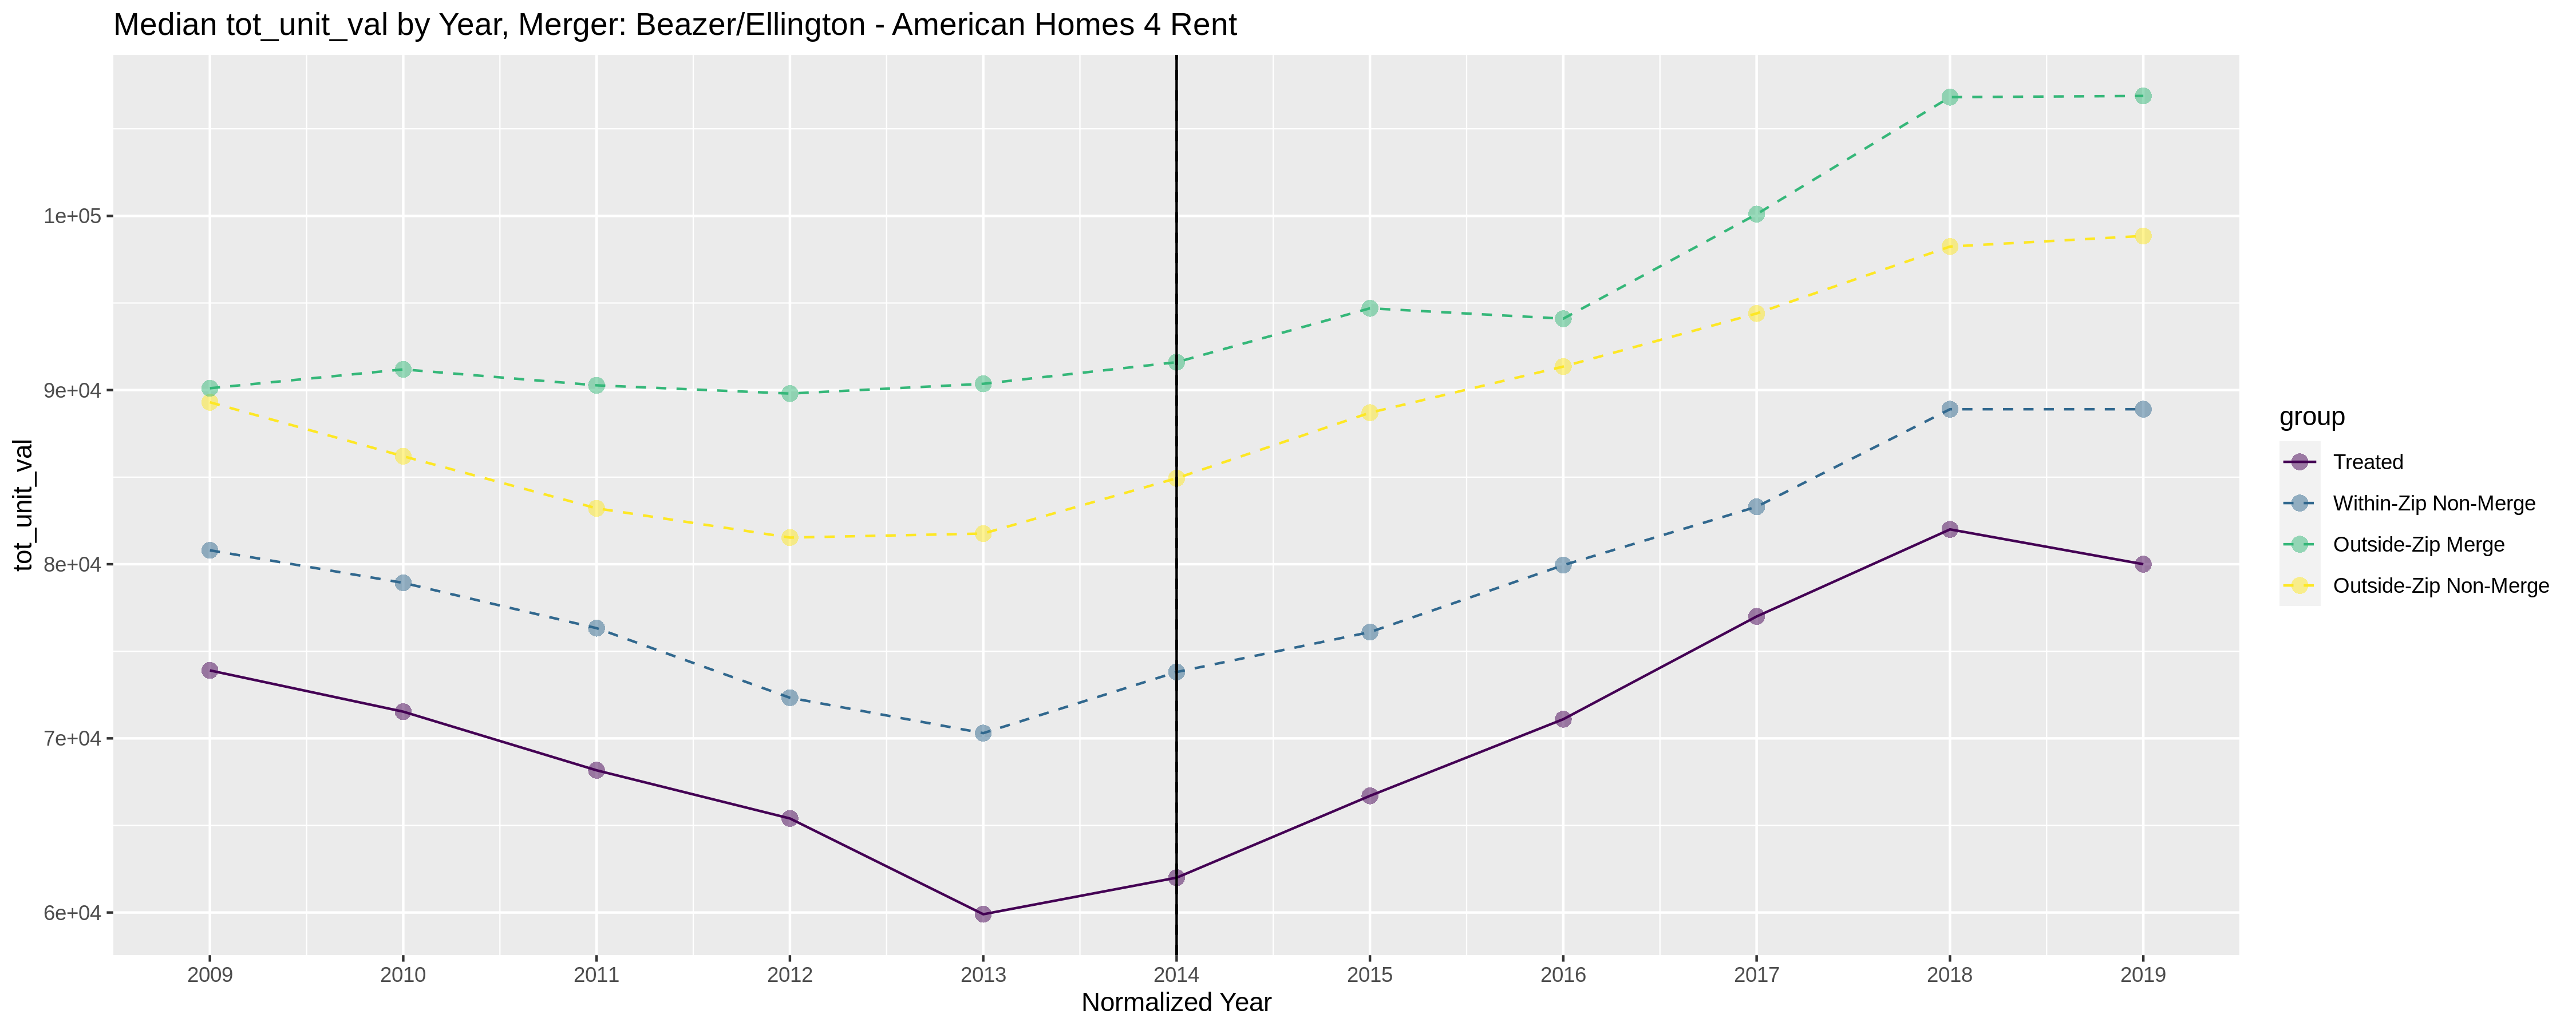 Median tot_unit_val by Year, Merger: Beazer/Ellington - American Homes 4 Rent
tot_unit_val
1e+05
9e+04
8e+04
7e+04
6e+04
2009 2010 2011 2012 2013 2014 2015 2016 2017 2018 2019
Normalized Year
group
Treated
Within-Zip Non-Merge
Outside-Zip Merge
Outside-Zip Non-Merge